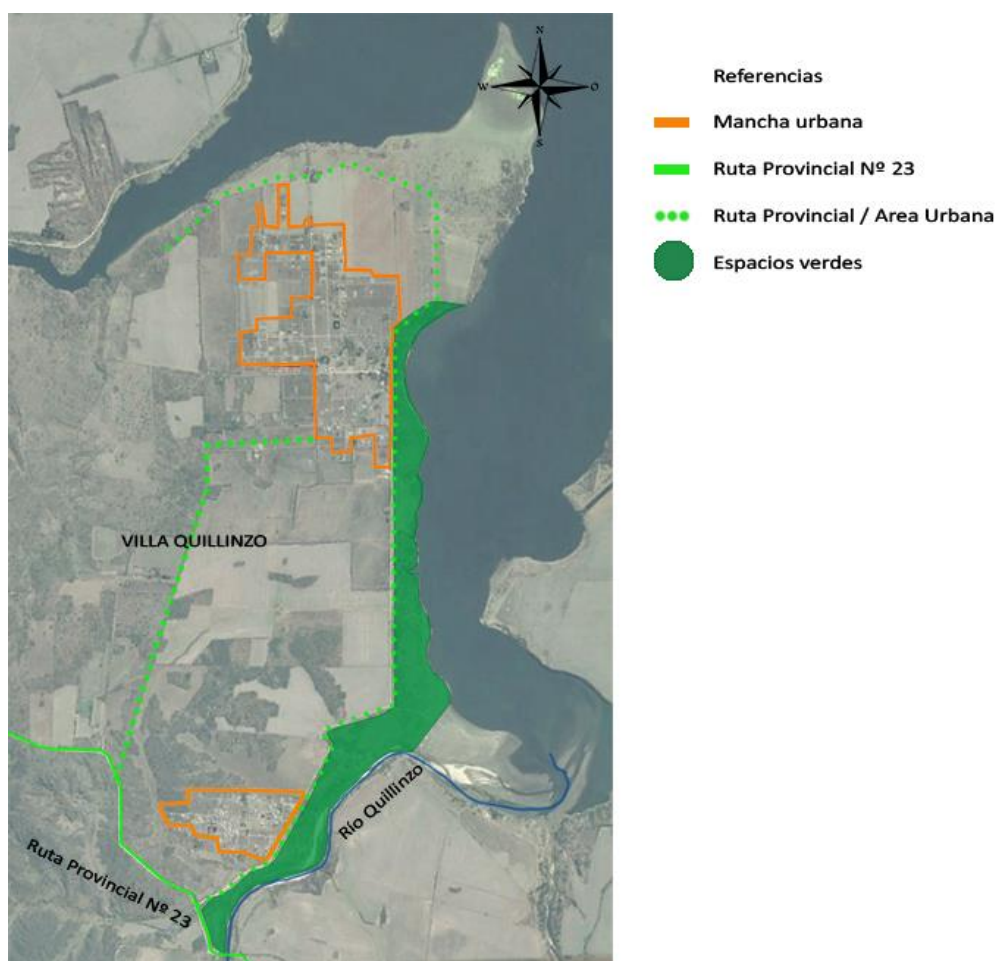 N
W
O
S
Referencias
Mancha urbana
Ruta Provincial Nº 23
Ruta Provincial / Area Urbana
Espacios verdes
VILLA QUILLINZO
Río Quillinzo
Ruta Provincial Nº 23